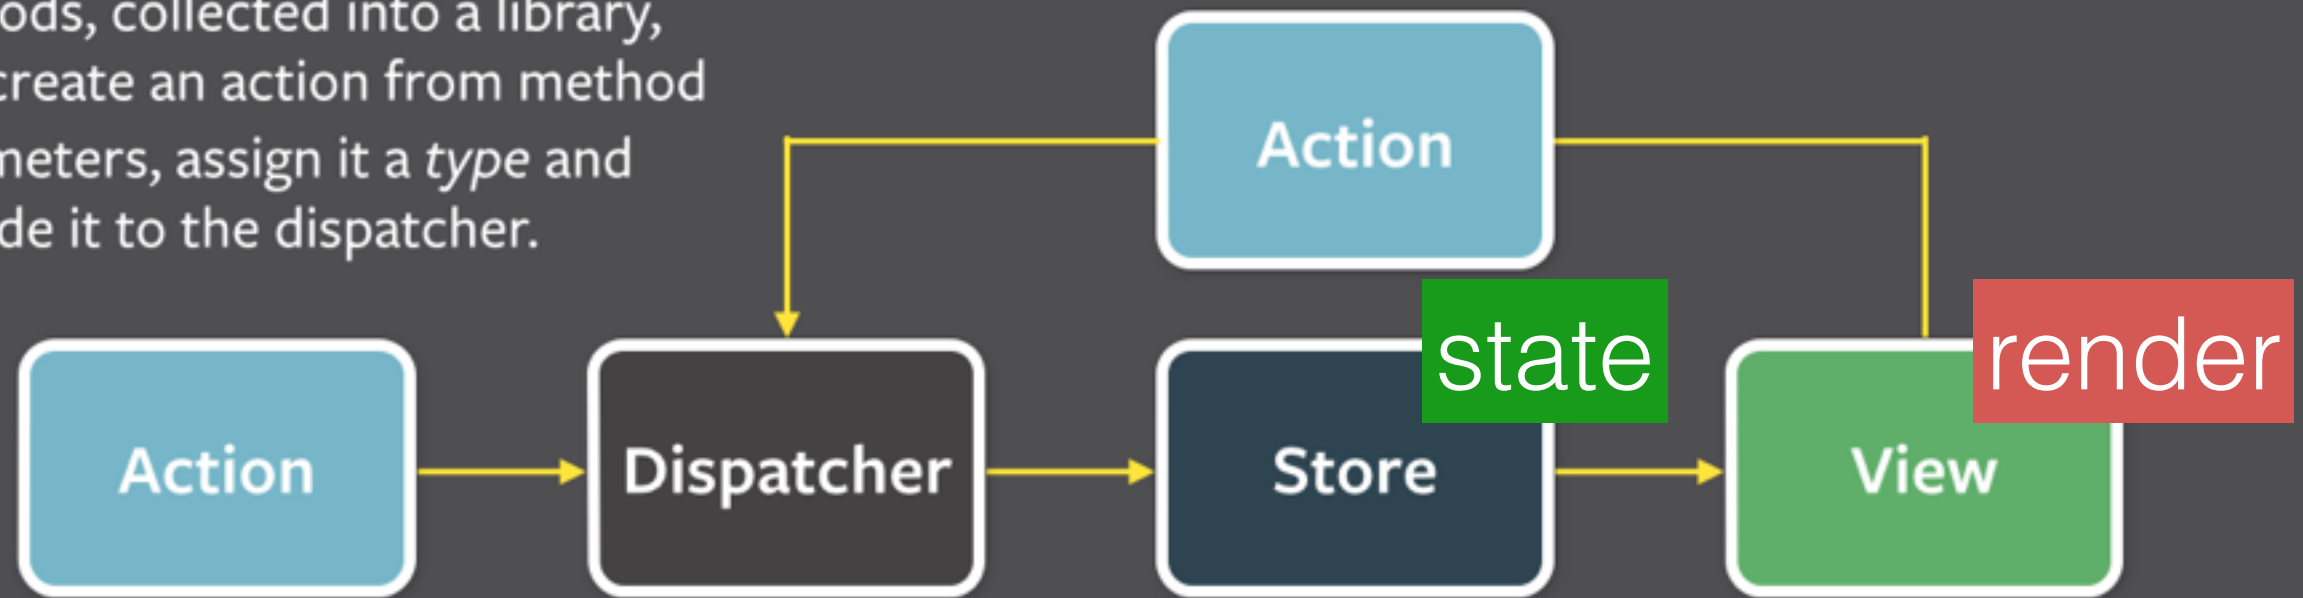 ods, collected into a library,
create an action from method
meters, assign it a type and
de it to the dispatcher.
Action
state
render
Action
Dispatcher
Store
View